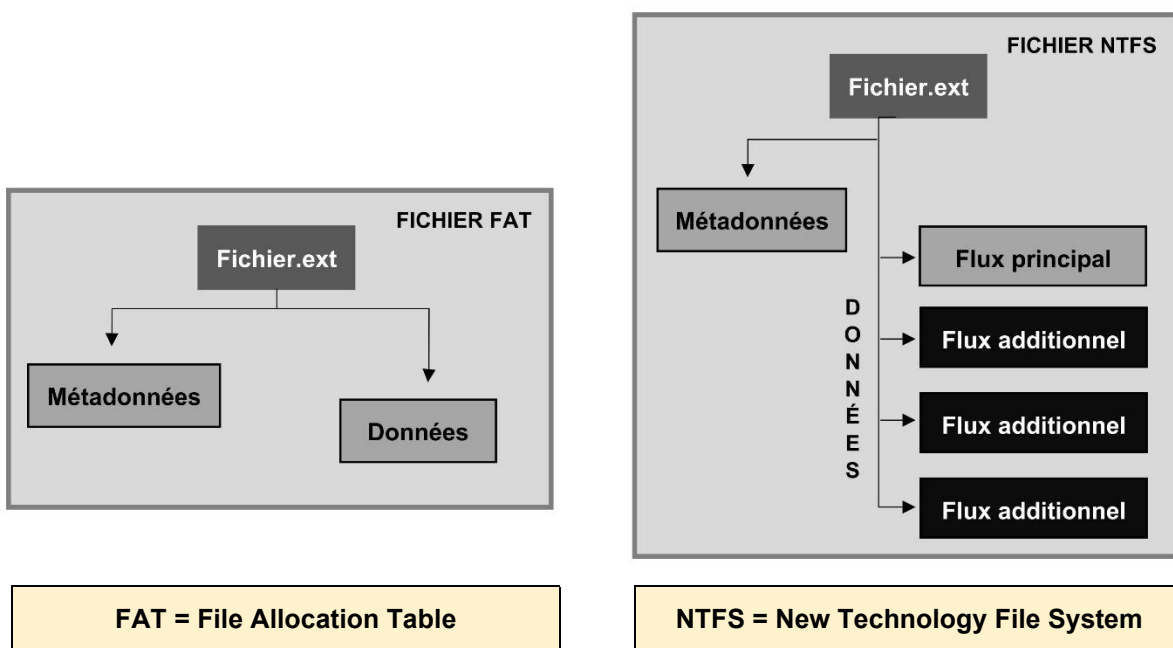 FICHIER FAT
Fichier.ext
Métadonnées
Données
FAT = File Allocation Table
FICHIER NTFS
Fichier.ext
Métadonnées
DONNÉES
Flux principal
Flux additionnel
Flux additionnel
Flux additionnel
NTFS = New Technology File System